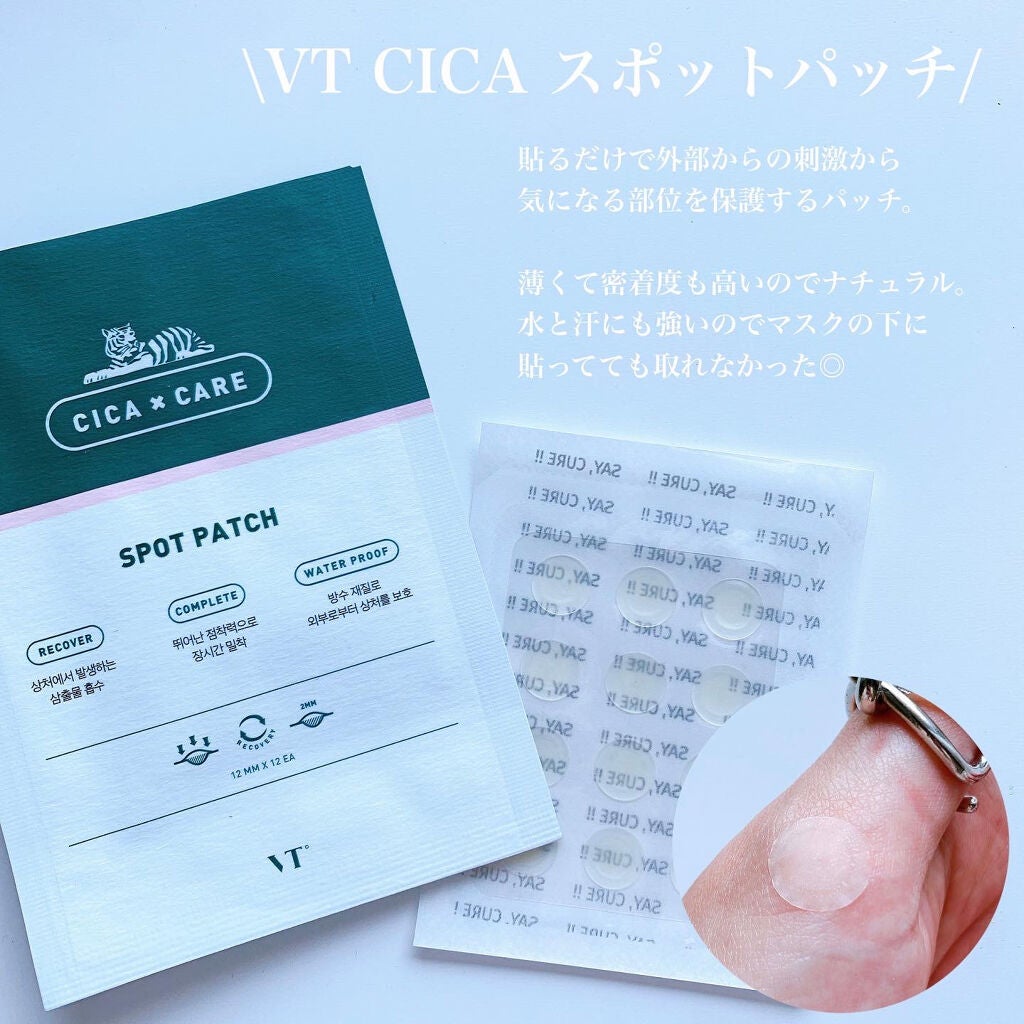 \VT CICA スポットパッチ/
貼るだけで外部からの刺激から
気になる部位を保護するパッチ。
薄くて密着度も高いのでナチュラル。
水と汗にも強いのでマスクの下に
貼ってても取れなかった◎
CICA × CARE
SPOT PATCH
RECOVER
상처에서 발생하는
삼출물 흡수
COMPLETE
뛰어난 점착력으로
장시간 밀착
WATER PROOF
방수 재질로
외부로부터 상처를 보호
RECOVERY
2MM
12 MM X 12 EA
VT
SAY, CURE !! SAY, CURE !! SAY, CURE !!